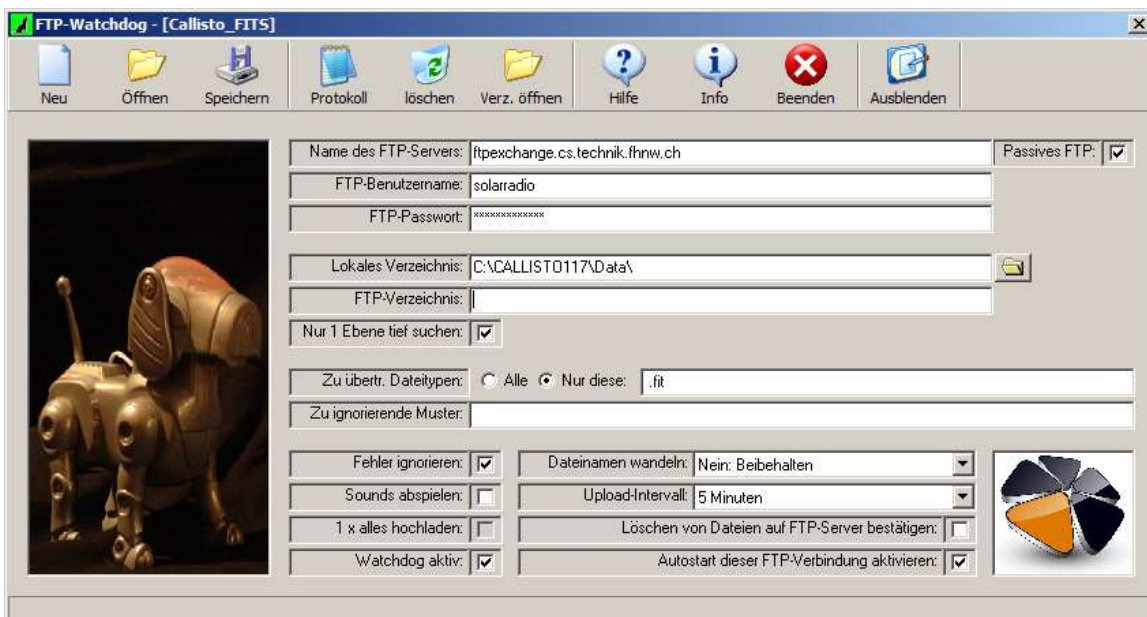 FTP-Watchdog - [Callisto_FITS]
Neu Öffnen Speichern Protokoll löschen Verz. öffnen Hilfe Info Beenden Ausblenden
Name des FTP-Servers: ftpexchange.cs.technik.fhnw.ch Passives FTP:
FTP-Benutzername: solarradio
FTP-Passwort: *************
Lokales Verzeichnis: C:\CALLISTO117\Data\
FTP-Verzeichnis:
Nur 1 Ebene tief suchen:
Zu übertr. Dateitypen: Alle Nur diese: .fit
Zu ignorierende Muster:
Fehler ignorieren: Dateinamen wandeln: Nein: Beibehalten
Sounds abspielen: Upload-Intervall: 5 Minuten
1 x alles hochladen: Löschen von Dateien auf FTP-Server bestätigen:
Watchdog aktiv: Autostart dieser FTP-Verbindung aktivieren: